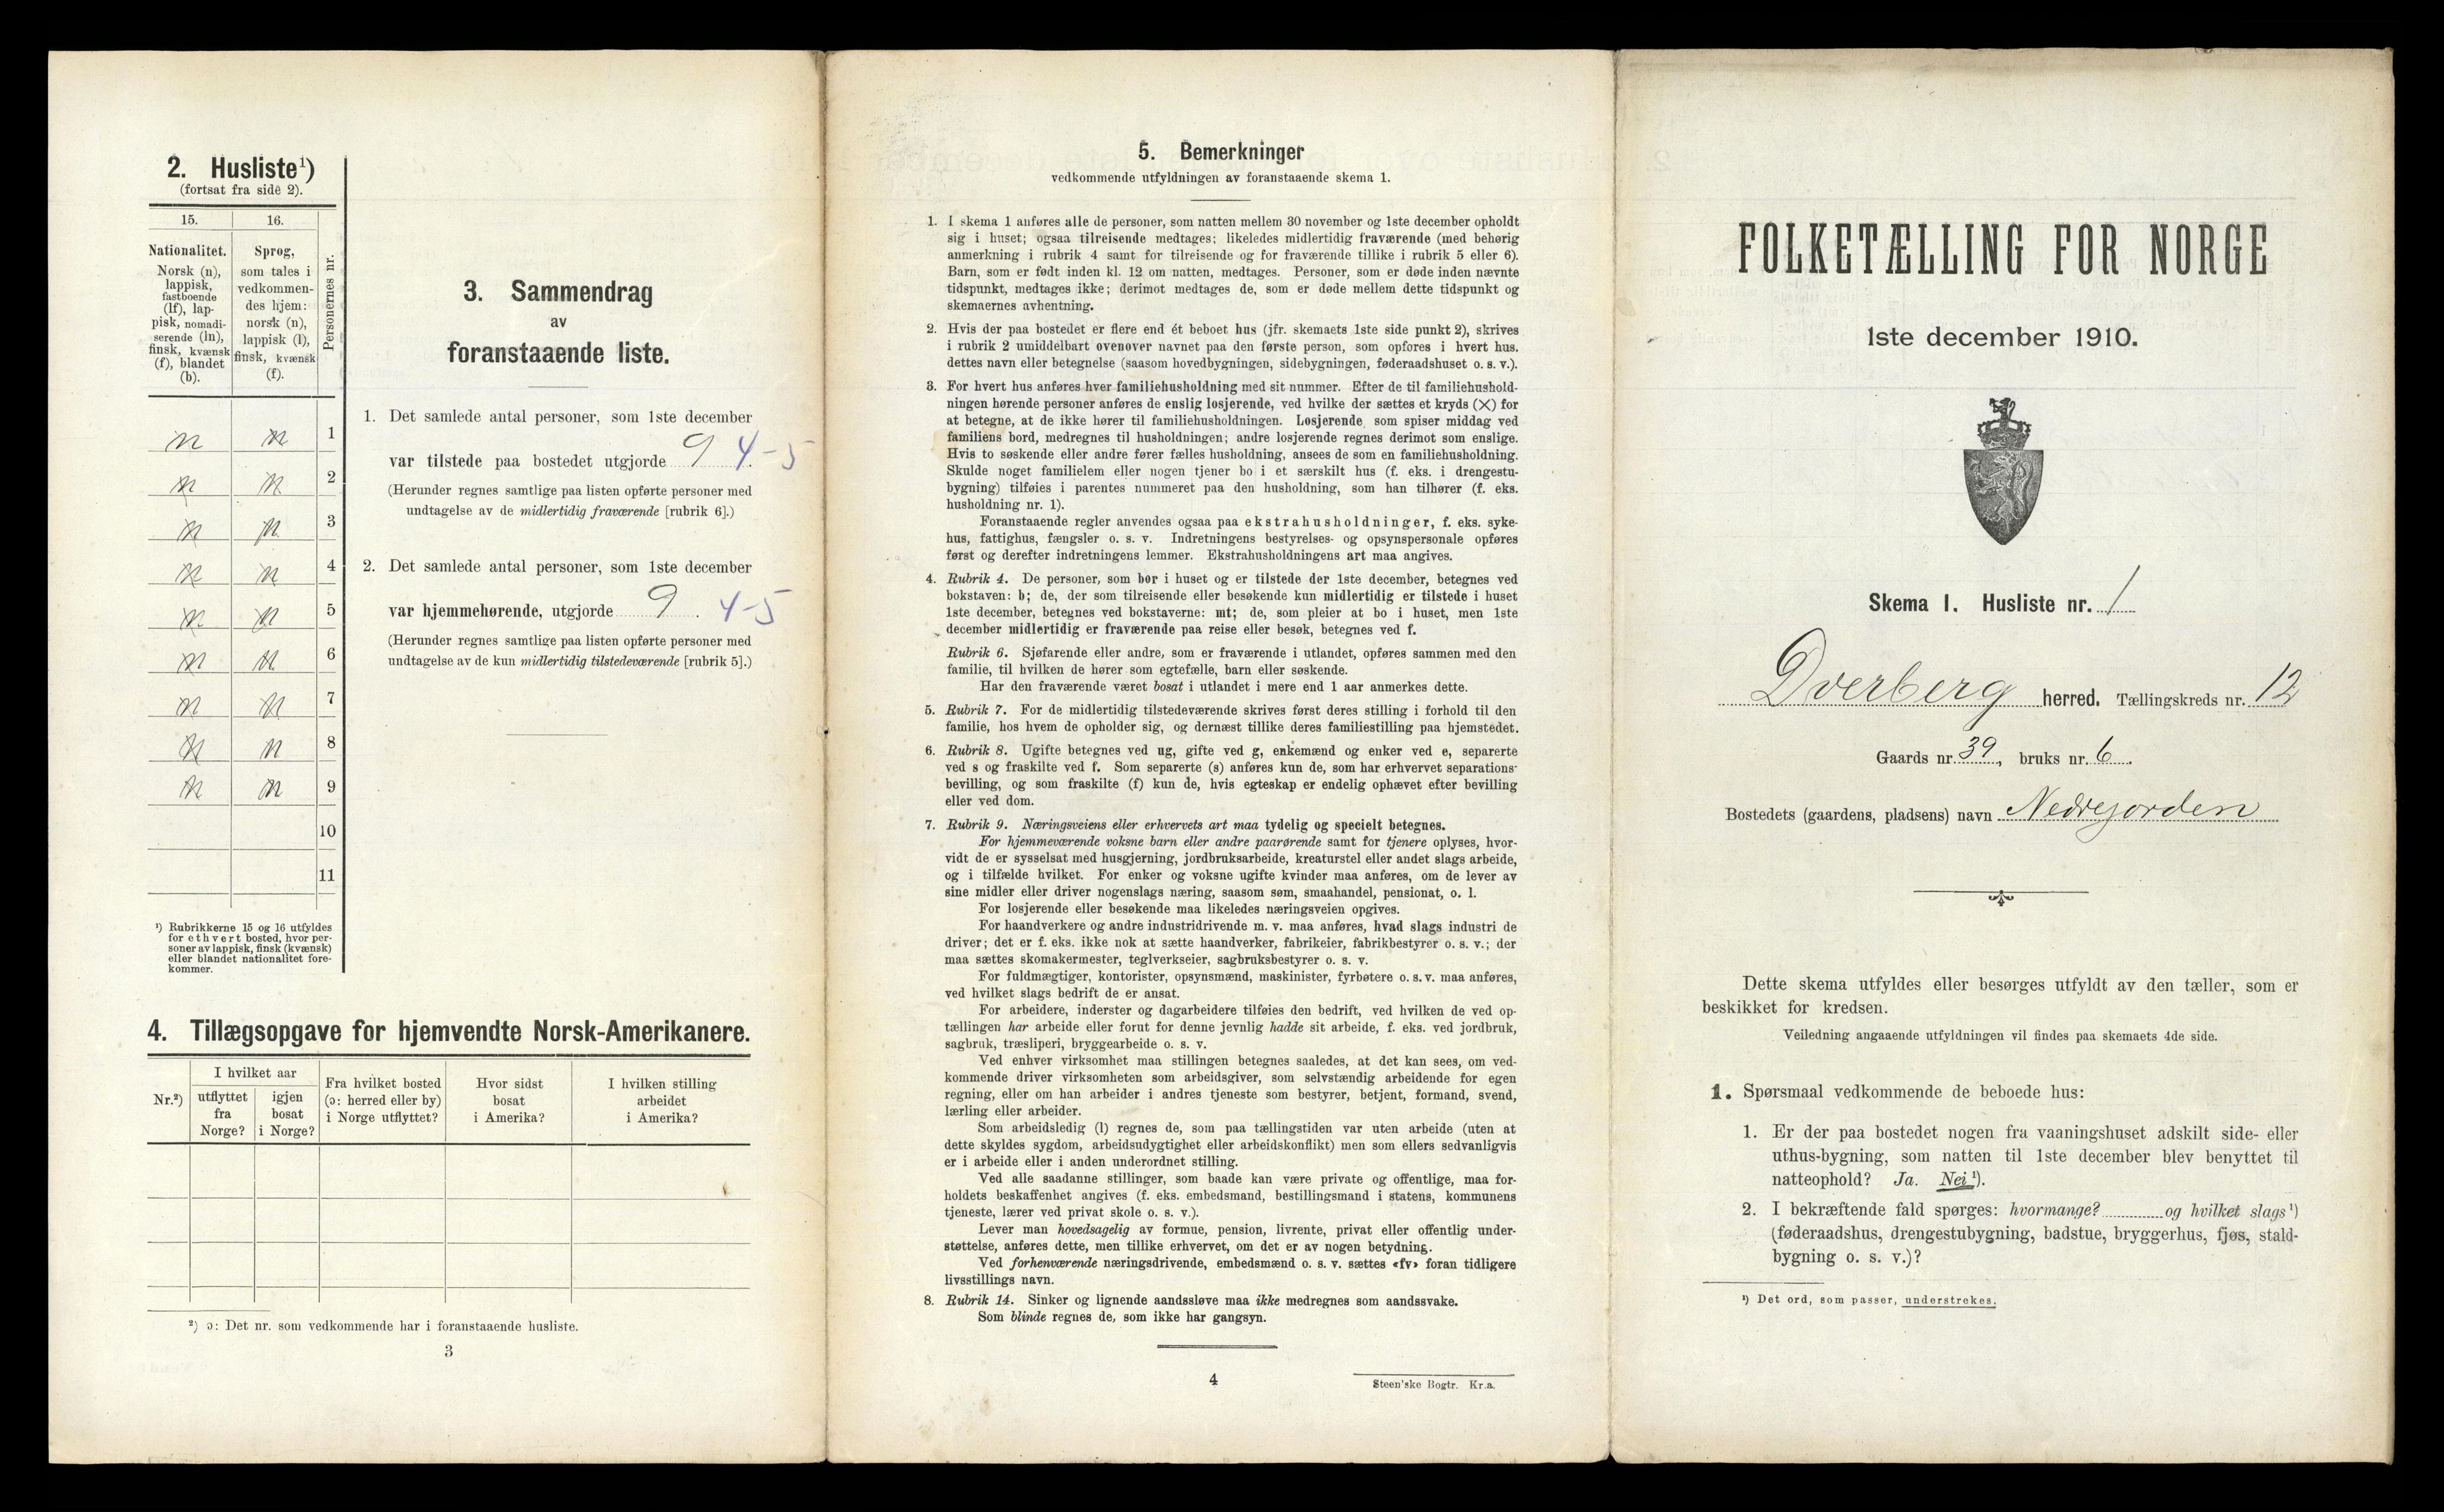 2. Husliste¹)
(fortsat fra side 2).
15.
16.
Personernes nr.
Nationalitet.
Norsk (n),
lappisk,
fastboende
(lf), lap-
pisk, nomadi-
serende (ln),
finsk, kvænsk
(f), blandet
(b).
Sprog,
som tales i
vedkommen-
des hjem:
norsk (n),
lappisk (l),
finsk, kvænsk
(f).
n n 1
n n 2
n n 3
n n 4
n n 5
n n 6
n n 7
n n 8
n n 9
10
11
¹) Rubrikkerne 15 og 16 utfyldes
for ethvert bosted, hvor per-
soner av lappisk, finsk (kvænsk)
eller blandet nationalitet fore-
kommer.
3. Sammendrag
av
foranstaaende liste.
1. Det samlede antal personer, som 1ste december
var tilstede paa bostedet utgjorde 9 4-5
(Herunder regnes samtlige paa listen opførte personer med
undtagelse av de midlertidig fraværende [rubrik 6].)
2. Det samlede antal personer, som 1ste december
var hjemmehørende, utgjorde 9. 4-5
(Herunder regnes samtlige paa listen opførte personer med
undtagelse av de kun midlertidig tilstedeværende [rubrik 5].)
4. Tillægsopgave for hjemvendte Norsk-Amerikanere.
Nr.²)
I hvilket aar
utflyttet
fra
Norge?
igjen
bosat
i Norge?
Fra hvilket bosted
(ɔ: herred eller by)
i Norge utflyttet?
Hvor sidst
bosat
i Amerika?
I hvilken stilling
arbeidet
i Amerika?
²) ɔ: Det nr. som vedkommende har i foranstaaende husliste.
3
5. Bemerkninger
vedkommende utfyldningen av foranstaaende skema 1.
1. I skema 1 anføres alle de personer, som natten mellem 30 november og 1ste december opholdt
sig i huset; ogsaa tilreisende medtages; likeledes midlertidig fraværende (med behørig
anmerkning i rubrik 4 samt for tilreisende og for fraværende tillike i rubrik 5 eller 6).
Barn, som er født inden kl. 12 om natten, medtages. Personer, som er døde inden nævnte
tidspunkt, medtages ikke; derimot medtages de, som er døde mellem dette tidspunkt og
skemaernes avhentning.
2. Hvis der paa bostedet er flere end ét beboet hus (jfr. skemaets 1ste side punkt 2), skrives
i rubrik 2 umiddelbart ovenover navnet paa den første person, som opføres i hvert hus.
dettes navn eller betegnelse (saasom hovedbygningen, sidebygningen, føderaadshuset o. s. v.).
3. For hvert hus anføres hver familiehusholdning med sit nummer. Efter de til familiehushold-
ningen hørende personer anføres de enslig losjerende, ved hvilke der sættes et kryds (×) for
at betegne, at de ikke hører til familiehusholdningen. Losjerende som spiser middag ved
familiens bord, medregnes til husholdningen; andre losjerende regnes derimot som enslige.
Hvis to søskende eller andre fører fælles husholdning, ansees de som en familiehusholdning.
Skulde noget familielem eller nogen tjener bo i et særskilt hus (f. eks. i drengestu-
bygning) tilføies i parentes nummeret paa den husholdning, som han tilhører (f. eks.
husholdning nr. 1).
Foranstaaende regler anvendes ogsaa paa ekstrahusholdninger, f. eks. syke-
hus, fattighus, fængsler o. s. v. Indretningens bestyrelses- og opsynspersonale opføres
først og derefter indretningens lemmer. Ekstrahusholdningens art maa angives.
4. Rubrik 4. De personer, som bor i huset og er tilstede der 1ste december, betegnes ved
bokstaven: b; de, der som tilreisende eller besøkende kun midlertidig er tilstede i huset
1ste december, betegnes ved bokstaverne: mt; de, som pleier at bo i huset, men 1ste
december midlertidig er fraværende paa reise eller besøk, betegnes ved f.
Rubrik 6. Sjøfarende eller andre, som er fraværende i utlandet, opføres sammen med den
familie, til hvilken de hører som egtefælle, barn eller søskende.
Har den fraværende været bosat i utlandet i mere end 1 aar anmerkes dette.
5. Rubrik 7. For de midlertidig tilstedeværende skrives først deres stilling i forhold til den
familie, hos hvem de opholder sig, og dernæst tillike deres familiestilling paa hjemstedet.
6. Rubrik 8. Ugifte betegnes ved ug, gifte ved g, enkemænd og enker ved e, separerte
ved s og fraskilte ved f. Som separerte (s) anføres kun de, som har erhvervet separations-
bevilling, og som fraskilte (f) kun de, hvis egteskap er endelig ophævet efter bevilling
eller ved dom.
7. Rubrik 9. Næringsveiens eller erhvervets art maa tydelig og specielt betegnes.
For hjemmeværende voksne barn eller andre paarørende samt for tjenere oplyses, hvor-
vidt de er sysselsat med husgjerning, jordbruksarbeide, kreaturstel eller andet slags arbeide,
og i tilfælde hvilket. For enker og voksne ugifte kvinder maa anføres, om de lever av
sine midler eller driver nogenslags næring, saasom søm, smaahandel, pensionat, o. l.
For losjerende eller besøkende maa likeledes næringsveien opgives.
For haandverkere og andre industridrivende m. v. maa anføres, hvad slags industri de
driver; det er f. eks. ikke nok at sætte haandverker, fabrikeier, fabrikbestyrer o. s. v.; der
maa sættes skomakermester, teglverkseier, sagbruksbestyrer o. s. v.
For fuldmægtiger, kontorister, opsynsmænd, maskinister, fyrbøtere o. s. v. maa anføres,
ved hvilket slags bedrift de er ansat.
For arbeidere, inderster og dagarbeidere tilføies den bedrift, ved hvilken de ved op-
tællingen har arbeide eller forut for denne jevnlig hadde sit arbeide, f. eks. ved jordbruk,
sagbruk, træsliperi, bryggearbeide o. s. v.
Ved enhver virksomhet maa stillingen betegnes saaledes, at det kan sees, om ved-
kommende driver virksomheten som arbeidsgiver, som selvstændig arbeidende for egen
regning, eller om han arbeider i andres tjeneste som bestyrer, betjent, formand, svend,
lærling eller arbeider.
Som arbeidsledig (l) regnes de, som paa tællingstiden var uten arbeide (uten at
dette skyldes sygdom, arbeidsudygtighet eller arbeidskonflikt) men som ellers sedvanligvis
er i arbeide eller i anden underordnet stilling.
Ved alle saadanne stillinger, som baade kan være private og offentlige, maa for-
holdets beskaffenhet angives (f. eks. embedsmand, bestillingsmand i statens, kommunens
tjeneste, lærer ved privat skole o. s. v.).
Lever man hovedsagelig av formue, pension, livrente, privat eller offentlig under-
støttelse, anføres dette, men tillike erhvervet, om det er av nogen betydning.
Ved forhenværende næringsdrivende, embedsmænd o. s. v. sættes «fv» foran tidligere
livsstillings navn.
8. Rubrik 14. Sinker og lignende aandssløve maa ikke medregnes som aandssvake.
Som blinde regnes de, som ikke har gangsyn.
4
Steen'ske Bogtr. Kr.a.
FOLKETÆLLING FOR NORGE
1ste december 1910.
Skema 1. Husliste nr. 1
Dverberg herred. Tællingskreds nr. 12
Gaards nr. 39, bruks nr. 6.
Bostedets (gaardens, pladsens) navn Nedrejorden
Dette skema utfyldes eller besørges utfyldt av den tæller, som er
beskikket for kredsen.
Veiledning angaaende utfyldningen vil findes paa skemaets 4de side.
1. Spørsmaal vedkommende de beboede hus:
1. Er der paa bostedet nogen fra vaaningshuset adskilt side- eller
uthus-bygning, som natten til 1ste december blev benyttet til
natteophold? Ja. Nei¹).
2. I bekræftende fald spørges: hvormange? og hvilket slags¹)
(føderaadshus, drengestubygning, badstue, bryggerhus, fjøs, stald-
bygning o. s. v.)?
¹) Det ord, som passer, understrekes.